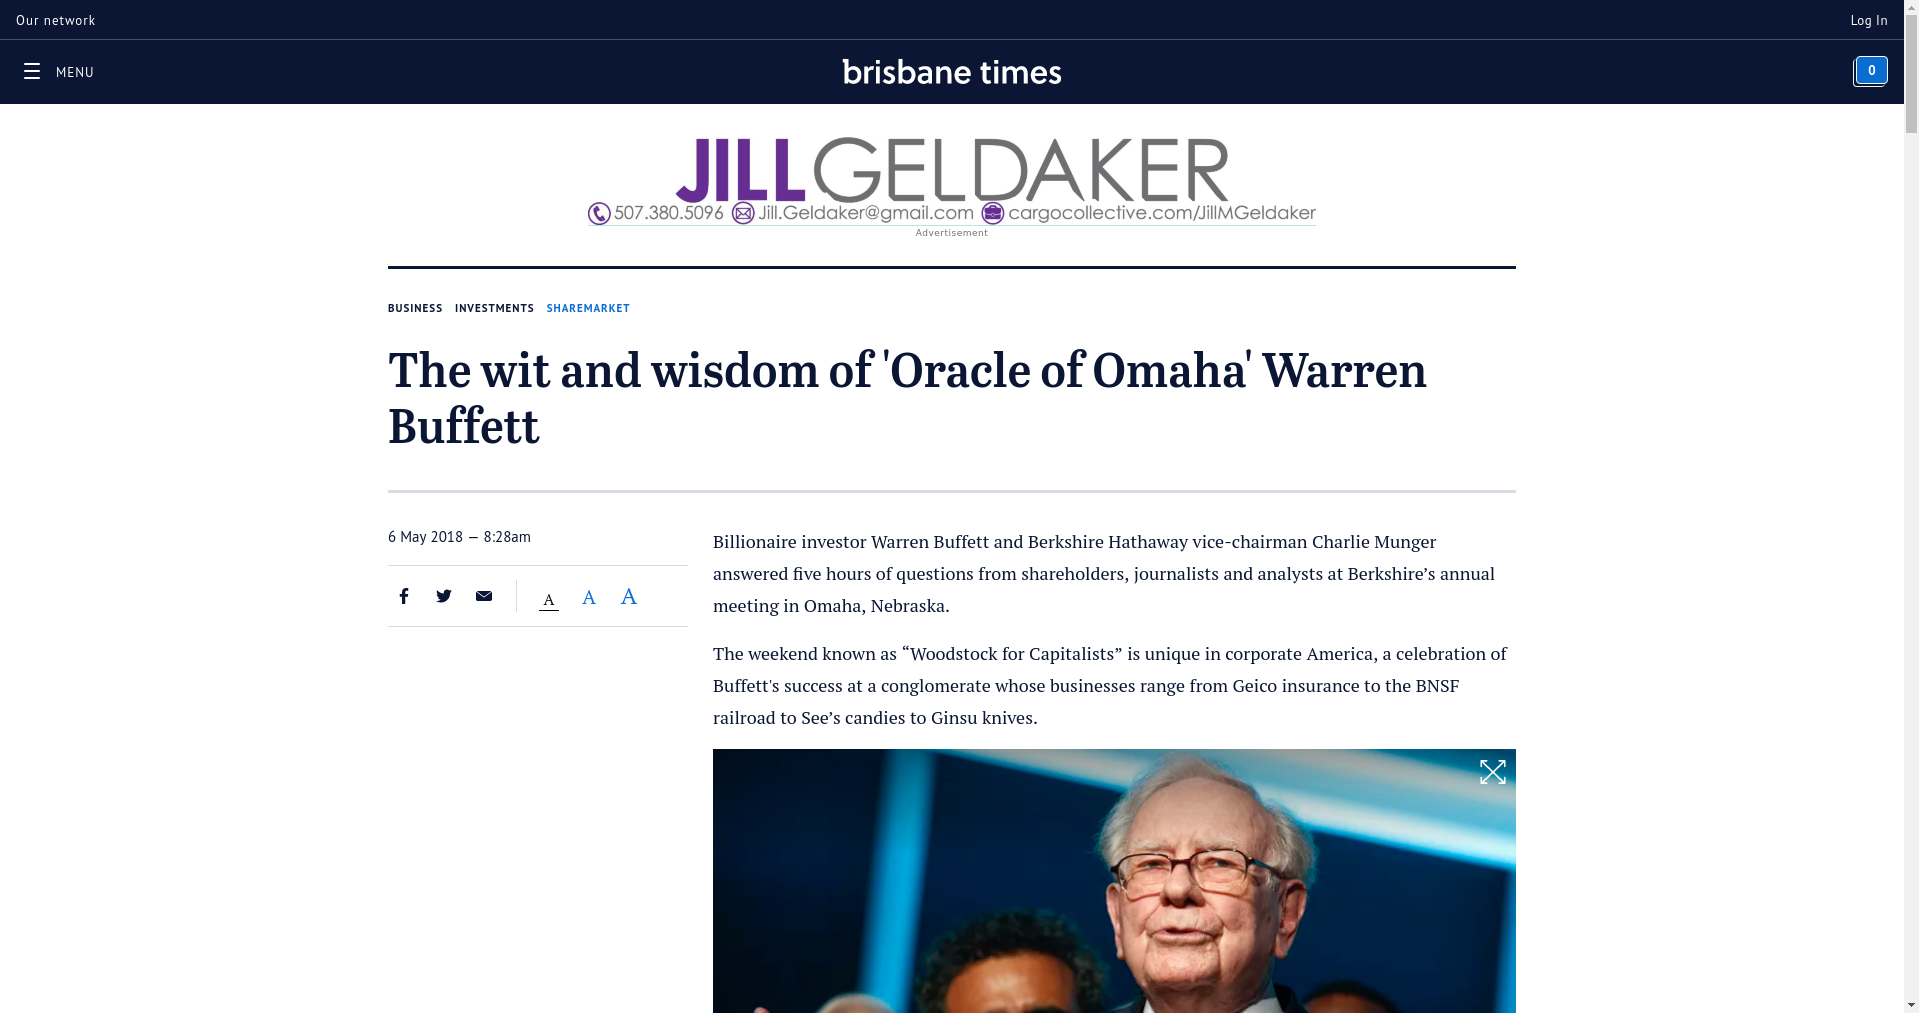 Our network
Log In
MENU
brisbane times
0
JILLGELDAKER
507.380.5096 Jill.Geldaker@gmail.com cargocollective.com/JillMGeldaker
Advertisement
BUSINESS INVESTMENTS SHAREMARKET
The wit and wisdom of 'Oracle of Omaha' Warren
Buffett
6 May 2018 — 8:28am
A A A
Billionaire investor Warren Buffett and Berkshire Hathaway vice-chairman Charlie Munger
answered five hours of questions from shareholders, journalists and analysts at Berkshire’s annual
meeting in Omaha, Nebraska.
The weekend known as “Woodstock for Capitalists” is unique in corporate America, a celebration of
Buffett's success at a conglomerate whose businesses range from Geico insurance to the BNSF
railroad to See’s candies to Ginsu knives.